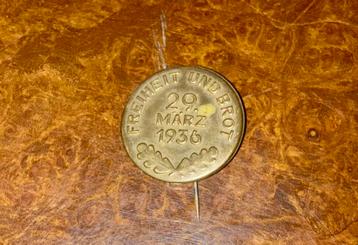 FREIHEIT UND BROT
29.
MÄRZ
1936